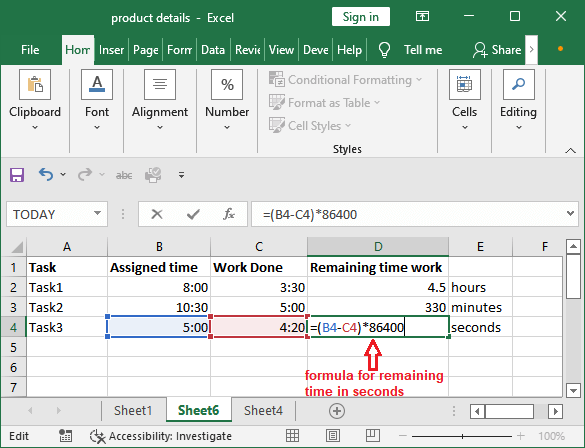 product details - Excel
Sign in
File Hom Inser Page Form Data Revie View Deve Help Tell me Share
Clipboard
Font
Alignment
%
Number
Conditional Formatting
Format as Table
Cell Styles
Styles
Cells
Editing
abc
TODAY fx =(B4-C4)*86400
A B C D E F
1 Task Assigned time Work Done Remaining time work
2 Task1 8:00 3:30 4.5 hours
3 Task2 10:30 5:00 330 minutes
4 Task3 5:00 4:20 =(B4-C4)*86400 seconds
5
6
7
formula for remaining
time in seconds
Sheet1 Sheet6 Sheet4
Edit Accessibility: Investigate 100%